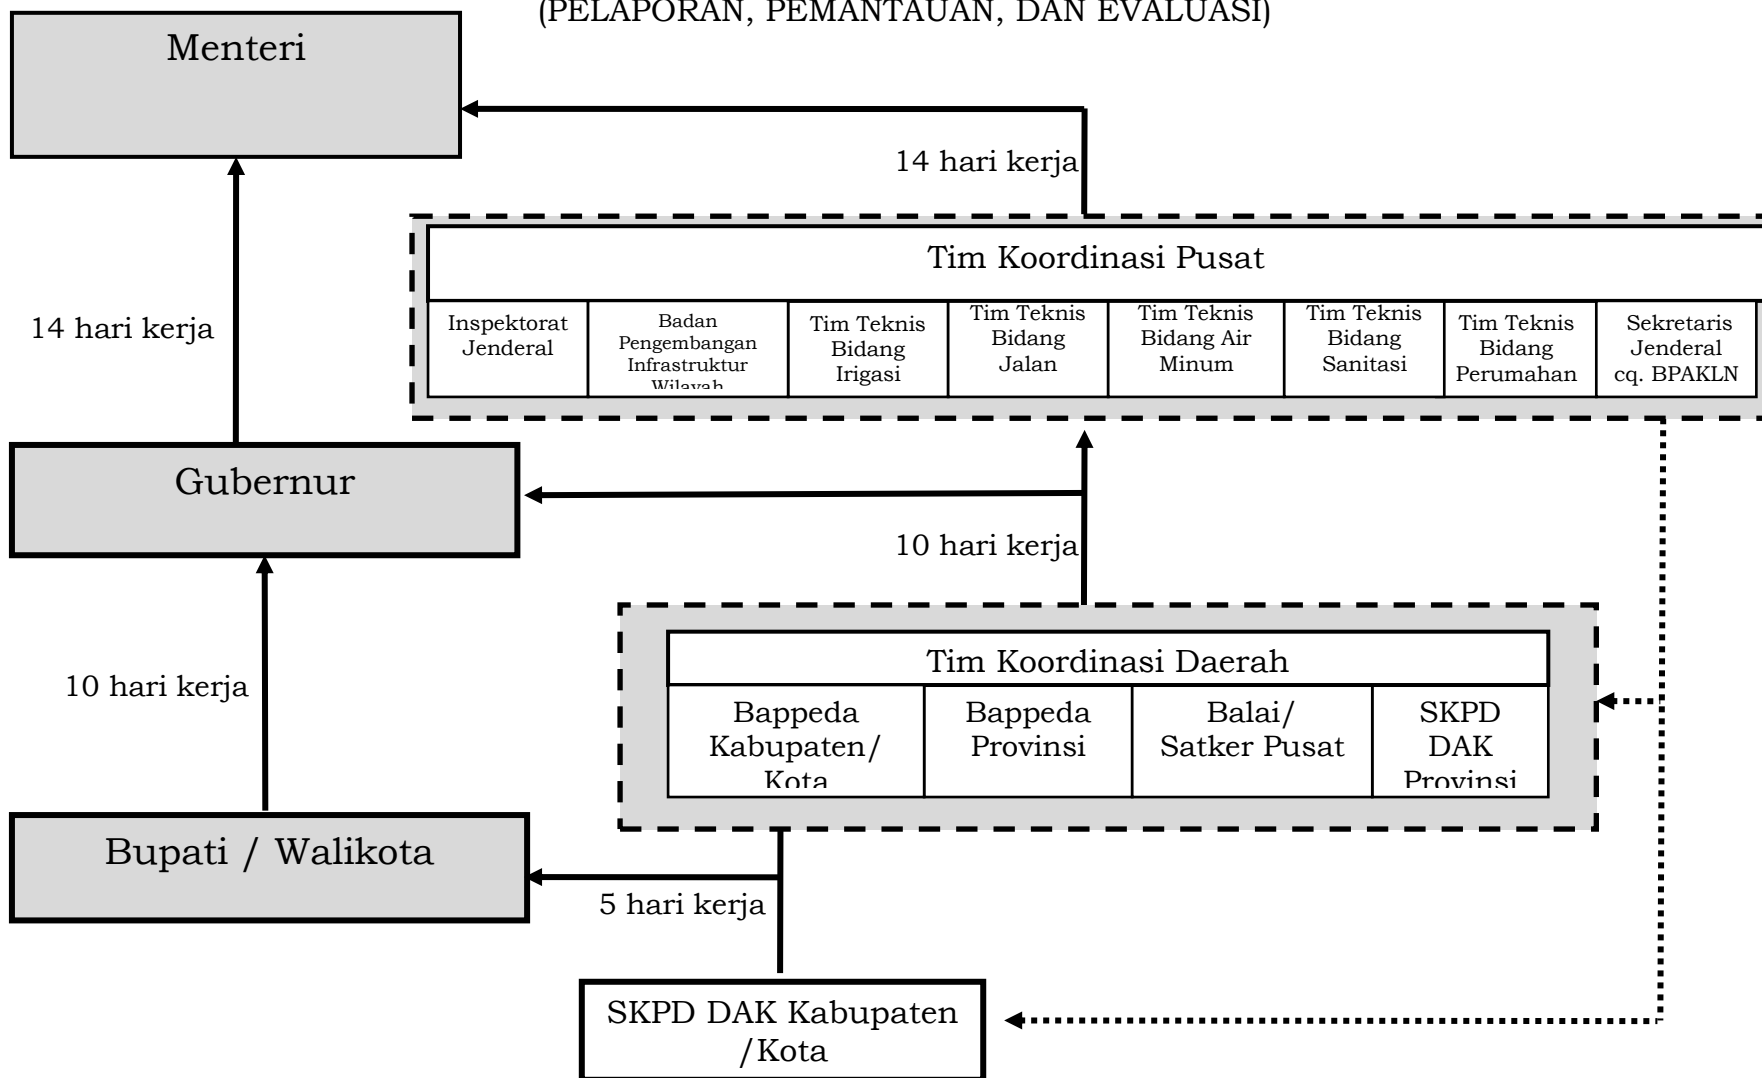 (PELAPORAN, PEMANTAUAN, DAN EVALUASI)
Menteri
14 hari kerja
Tim Koordinasi Pusat
14 hari kerja
Inspektorat
Jenderal
Badan
Pengembangan
Infrastruktur
Wilayah
Tim Teknis
Bidang
Irigasi
Tim Teknis
Bidang
Jalan
Tim Teknis
Bidang Air
Minum
Tim Teknis
Bidang
Sanitasi
Tim Teknis
Bidang
Perumahan
Sekretaris
Jenderal
cq. BPAKLN
Gubernur
10 hari kerja
Tim Koordinasi Daerah
10 hari kerja
Bappeda
Kabupaten/
Kota
Bappeda
Provinsi
Balai/
Satker Pusat
SKPD
DAK
Provinsi
Bupati / Walikota
5 hari kerja
SKPD DAK Kabupaten
/Kota